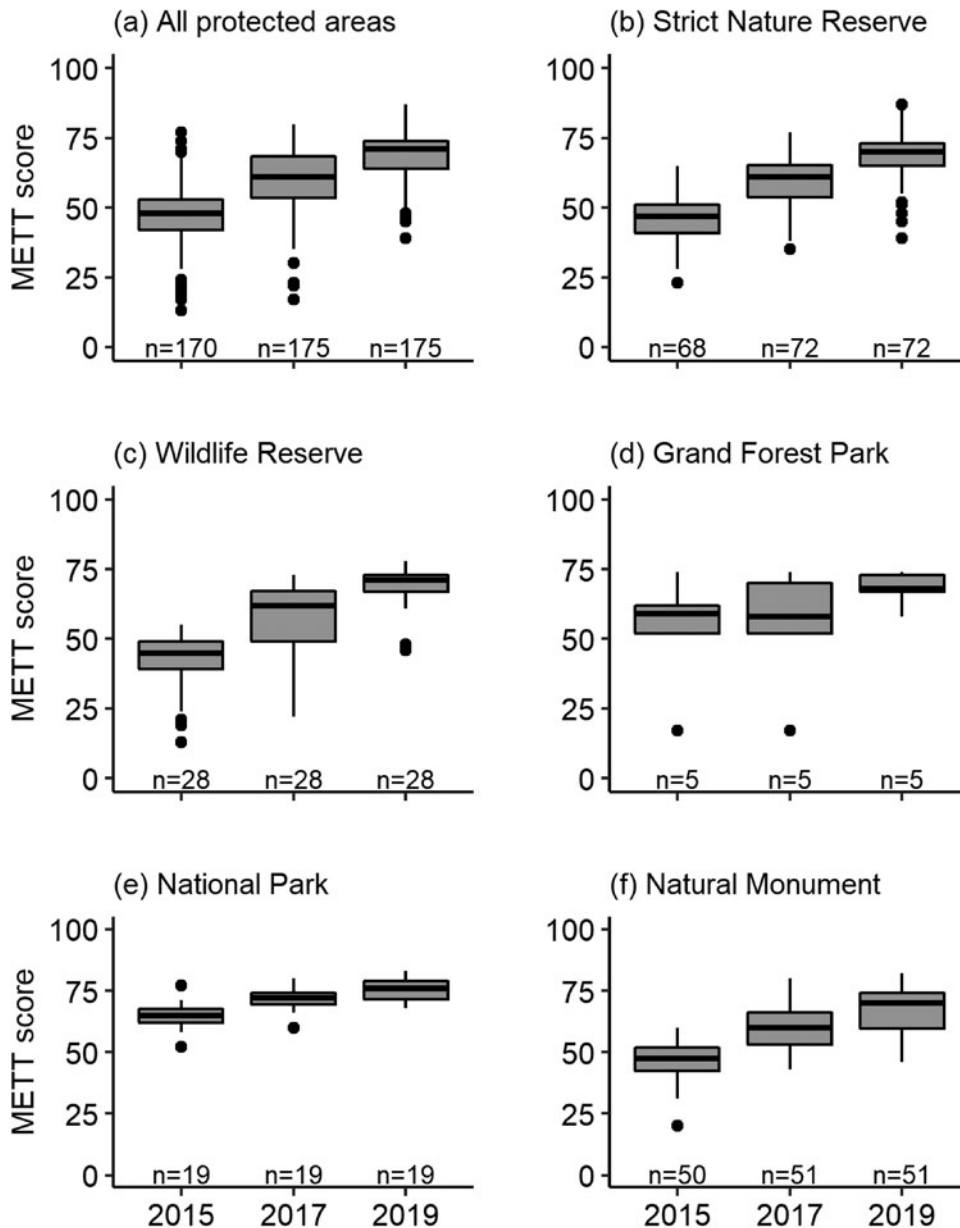 (a) All protected areas
(b) Strict Nature Reserve
METT score
100
75
50
25
0
n=170 n=175 n=175
100
75
50
25
0
n=68 n=72 n=72
(c) Wildlife Reserve
(d) Grand Forest Park
METT score
100
75
50
25
0
n=28 n=28 n=28
100
75
50
25
0
n=5 n=5 n=5
(e) National Park
(f) Natural Monument
METT score
100
75
50
25
0
n=19 n=19 n=19
2015 2017 2019
100
75
50
25
0
n=50 n=51 n=51
2015 2017 2019